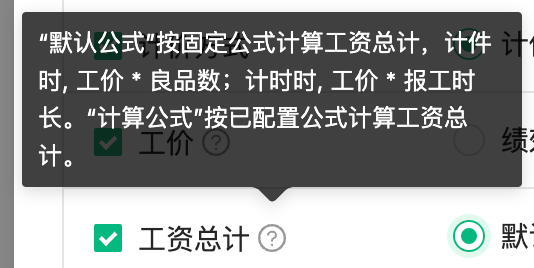 “默认公式”按固定公式计算工资总计，计件
时, 工价 * 良品数；计时时, 工价 * 报工时
长。“计算公式”按已配置公式计算工资总
计。
工价
绩
工资总计
默